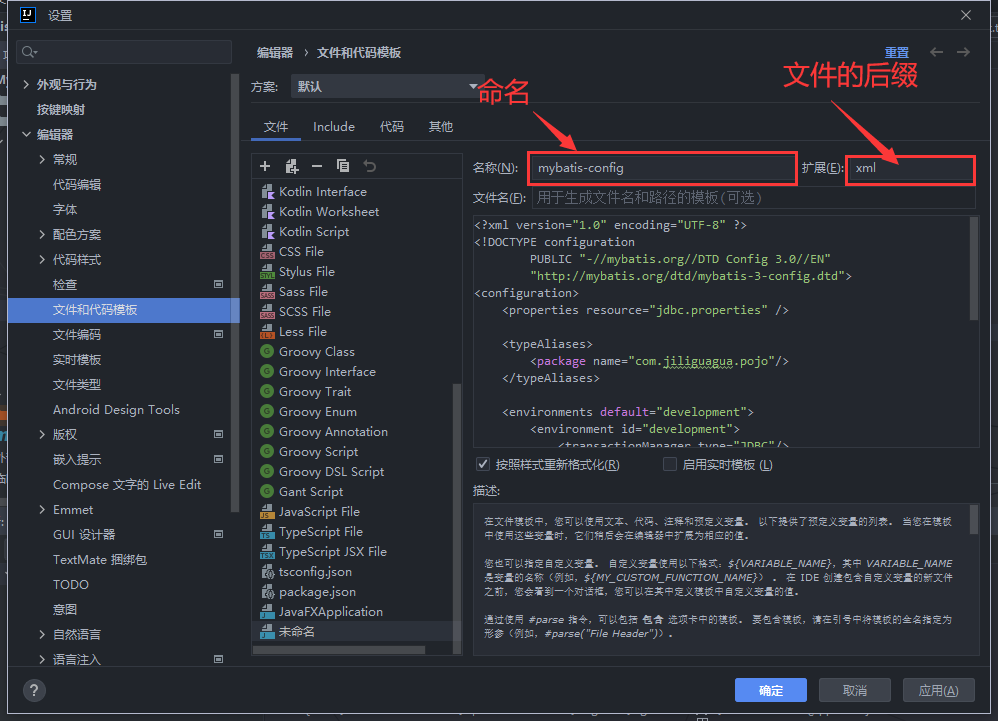 设置
编辑器 › 文件和代码模板
重置
方案:
默认
命名
文件的后缀
外观与行为
按键映射
编辑器
常规
代码编辑
字体
配色方案
代码样式
检查
文件和代码模板
文件编码
实时模板
文件类型
Android Design Tools
版权
嵌入提示
Compose 文字的 Live Edit
Emmet
GUI 设计器
TextMate 捆绑包
TODO
意图
自然语言
语言注入
文件 Include 代码 其他
Kotlin Interface
Kotlin Worksheet
Kotlin Script
CSS File
Stylus File
Sass File
SCSS File
Less File
Groovy Class
Groovy Interface
Groovy Trait
Groovy Enum
Groovy Annotation
Groovy Script
Groovy DSL Script
Gant Script
JavaScript File
TypeScript File
TypeScript JSX File
tsconfig.json
package.json
JavaFXApplication
未命名
名称(N): mybatis-config 扩展(E): xml
文件名(F): 用于生成文件名和路径的模板(可选)
<?xml version="1.0" encoding="UTF-8" ?>
<!DOCTYPE configuration
PUBLIC "-//mybatis.org//DTD Config 3.0//EN"
"http://mybatis.org/dtd/mybatis-3-config.dtd">
<configuration>
<properties resource="jdbc.properties" />
<typeAliases>
<package name="com.jiliguagua.pojo"/>
</typeAliases>
<environments default="development">
<environment id="development">
<transactionManager type="JDBC"/>
按照样式重新格式化(R) 启用实时模板 (L)
描述:
在文件模板中，您可以使用文本、代码、注释和预定义变量。 以下提供了预定义变量的列表。 当您在模板
中使用这些变量时，它们稍后会在编辑器中扩展为相应的值。
您也可以指定自定义变量。 自定义变量使用以下格式: ${VARIABLE_NAME}，其中 VARIABLE_NAME
是变量的名称（例如，${MY_CUSTOM_FUNCTION_NAME}）。 在 IDE 创建包含自定义变量的新文件
之前，您会看到一个对话框，您可以在其中定义模板中自定义变量的值。
通过使用 #parse 指令，可以包括 包含 选项卡中的模板。 要包含模板，请在引号中将模板的全名指定为
形参（例如，#parse("File Header")）。
? 确定 取消 应用(A)